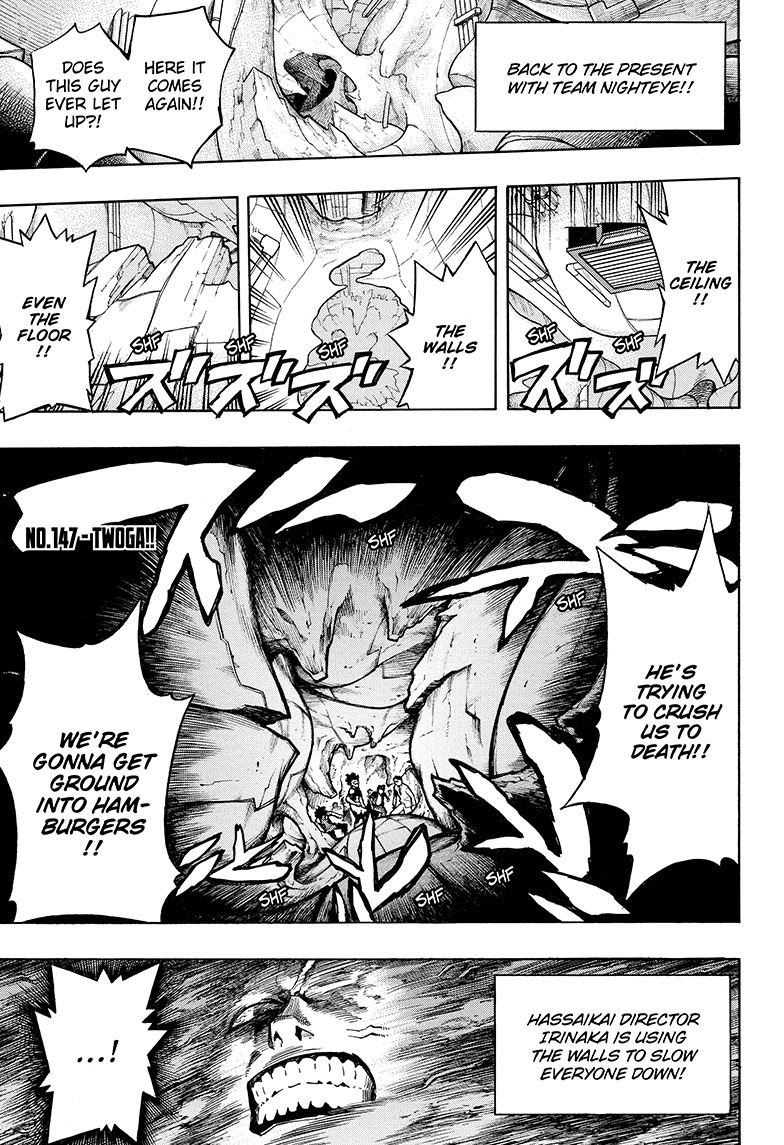 BACK TO THE PRESENT
WITH TEAM NIGHTEYE!!
HERE IT
COMES
AGAIN!!
DOES
THIS GUY
EVER LET
UP?!
THE
CEILING
!!
SHF
SHF
ズズ
THE
WALLS
!!
EVEN
THE
FLOOR
!!
SHF
SHF
SHF
ズズズ
NO.147 - TWOGA!!
SHF
SHF
HE'S
TRYING
TO CRUSH
US TO
DEATH!!
WE'RE
GONNA GET
GROUND
INTO HAM-
BURGERS
!!
SHF
SHF
SHF
HASSAIKAI DIRECTOR
IRINAKA IS USING
THE WALLS TO SLOW
EVERYONE DOWN!
...!